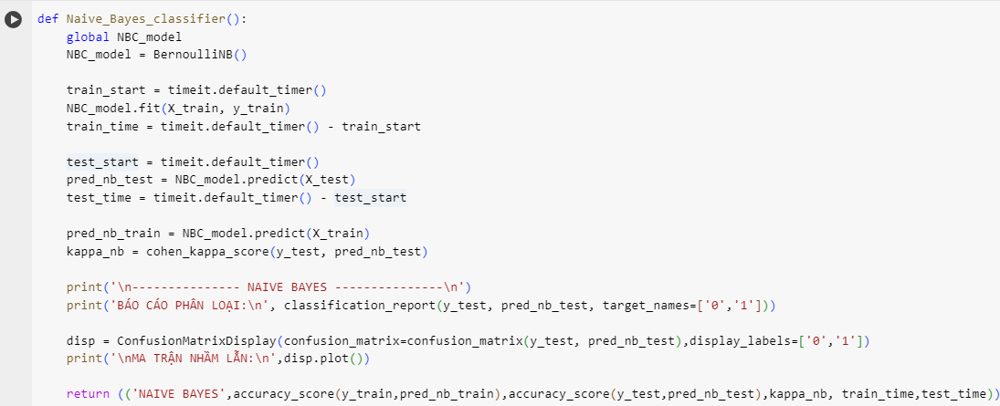 def Naive_Bayes_classifier():
    global NBC_model
    NBC_model = BernoulliNB()
    train_start = timeit.default_timer()
    NBC_model.fit(X_train, y_train)
    train_time = timeit.default_timer() - train_start
    test_start = timeit.default_timer()
    pred_nb_test = NBC_model.predict(X_test)
    test_time = timeit.default_timer() - test_start
    pred_nb_train = NBC_model.predict(X_train)
    kappa_nb = cohen_kappa_score(y_test, pred_nb_test)
    print('\n--------------- NAIVE BAYES ---------------\n')
    print('BÁO CÁO PHÂN LOẠI:\n', classification_report(y_test, pred_nb_test, target_names=['0','1']))
    disp = ConfusionMatrixDisplay(confusion_matrix=confusion_matrix(y_test, pred_nb_test),display_labels=['0','1'])
    print('\nMA TRẬN NHẦM LẪN:\n',disp.plot())
    return (('NAIVE BAYES',accuracy_score(y_train,pred_nb_train),accuracy_score(y_test,pred_nb_test),kappa_nb, train_time,test_time))